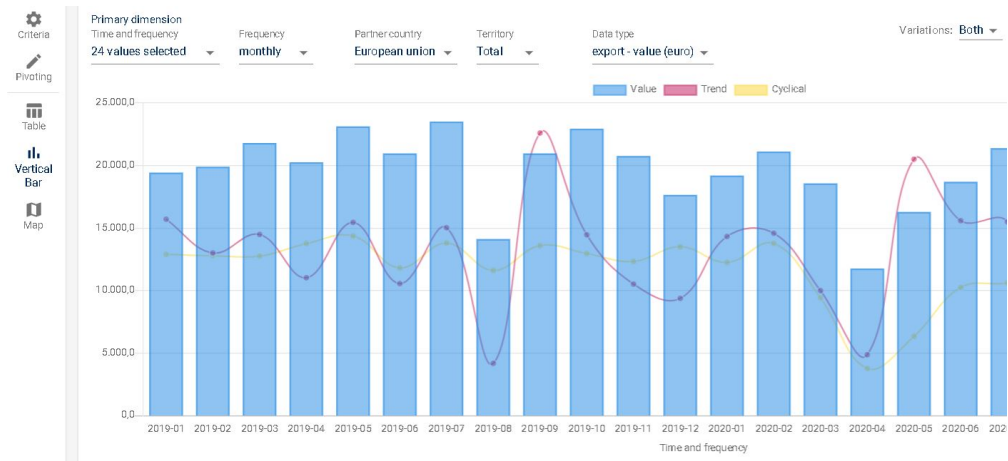 Criteria
Pivoting
Table
Vertical
Bar
Map
Primary dimension
Time and frequency
24 values selected
Frequency
monthly
Partner country
European union
Territory
Total
Data type
export - value (euro)
Variations: Both
Value Trend Cyclical
25.000,0
20.000,0
15.000,0
10.000,0
5.000,0
0,0
2019-01 2019-02 2019-03 2019-04 2019-05 2019-06 2019-07 2019-08 2019-09 2019-10 2019-11 2019-12 2020-01 2020-02 2020-03 2020-04 2020-05 2020-06
Time and frequency